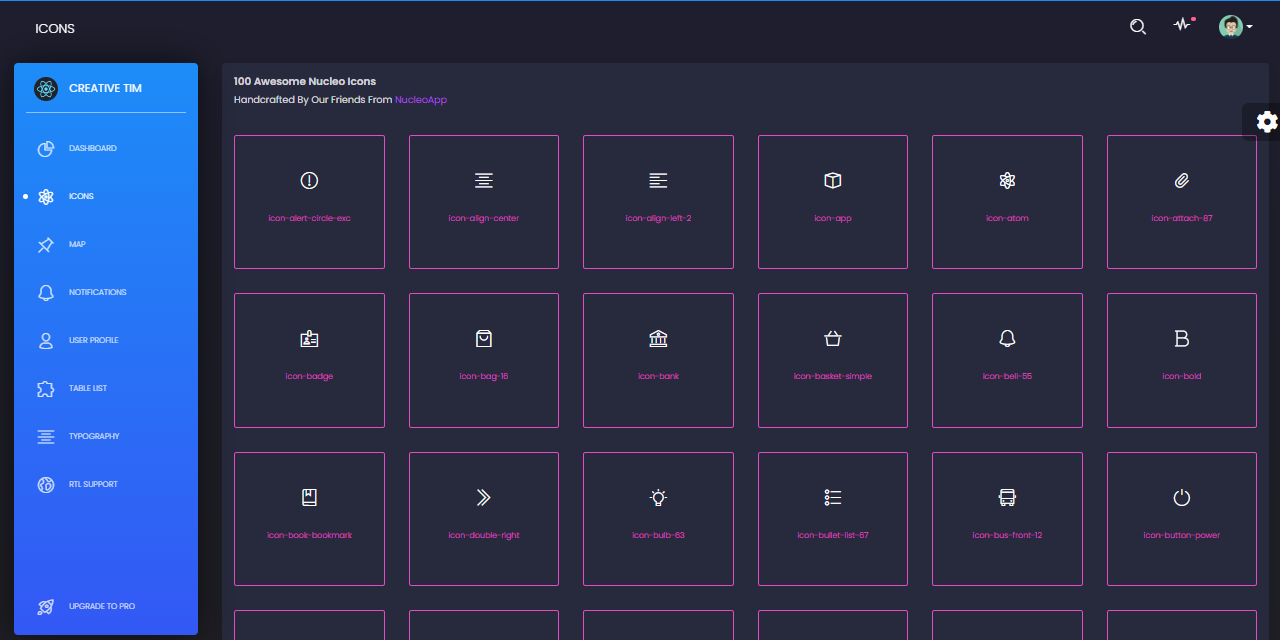 ICONS
CREATIVE TIM
DASHBOARD
ICONS
MAP
NOTIFICATIONS
USER PROFILE
TABLE LIST
TYPOGRAPHY
RTL SUPPORT
UPGRADE TO PRO
100 Awesome Nucleo Icons
Handcrafted By Our Friends From NucleoApp
icon-alert-circle-exc
icon-align-center
icon-align-left-2
icon-app
icon-atom
icon-attach-87
icon-badge
icon-bag-16
icon-bank
icon-basket-simple
icon-bell-55
icon-bold
icon-book-bookmark
icon-double-right
icon-bulb-63
icon-bullet-list-67
icon-bus-front-12
icon-button-power